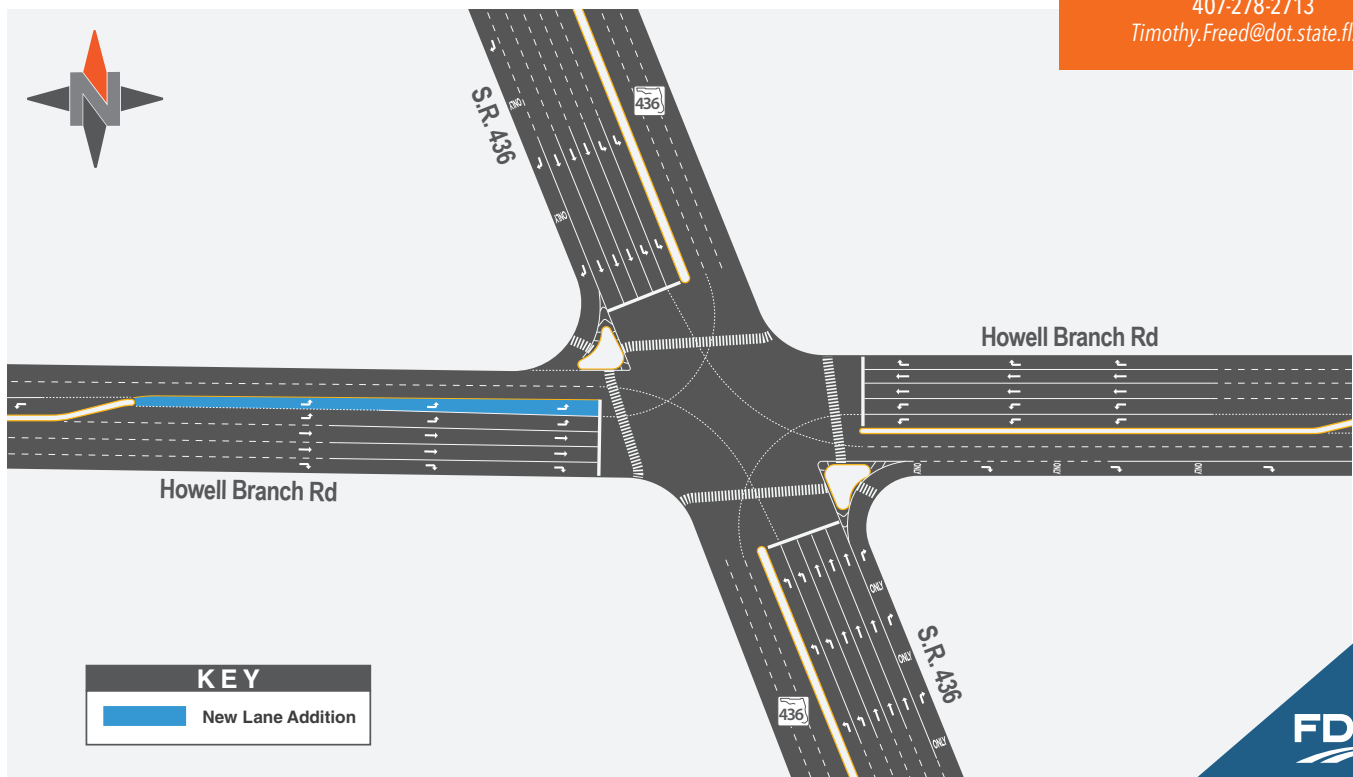 407-278-2713
Timothy.Freed@dot.state.fl.
N
S.R. 436
436
ONLY
ONLY
Howell Branch Rd
Howell Branch Rd
ONLY
ONLY
ONLY
ONLY
ONLY
ONLY
S.R. 436
436
KEY
New Lane Addition
FD